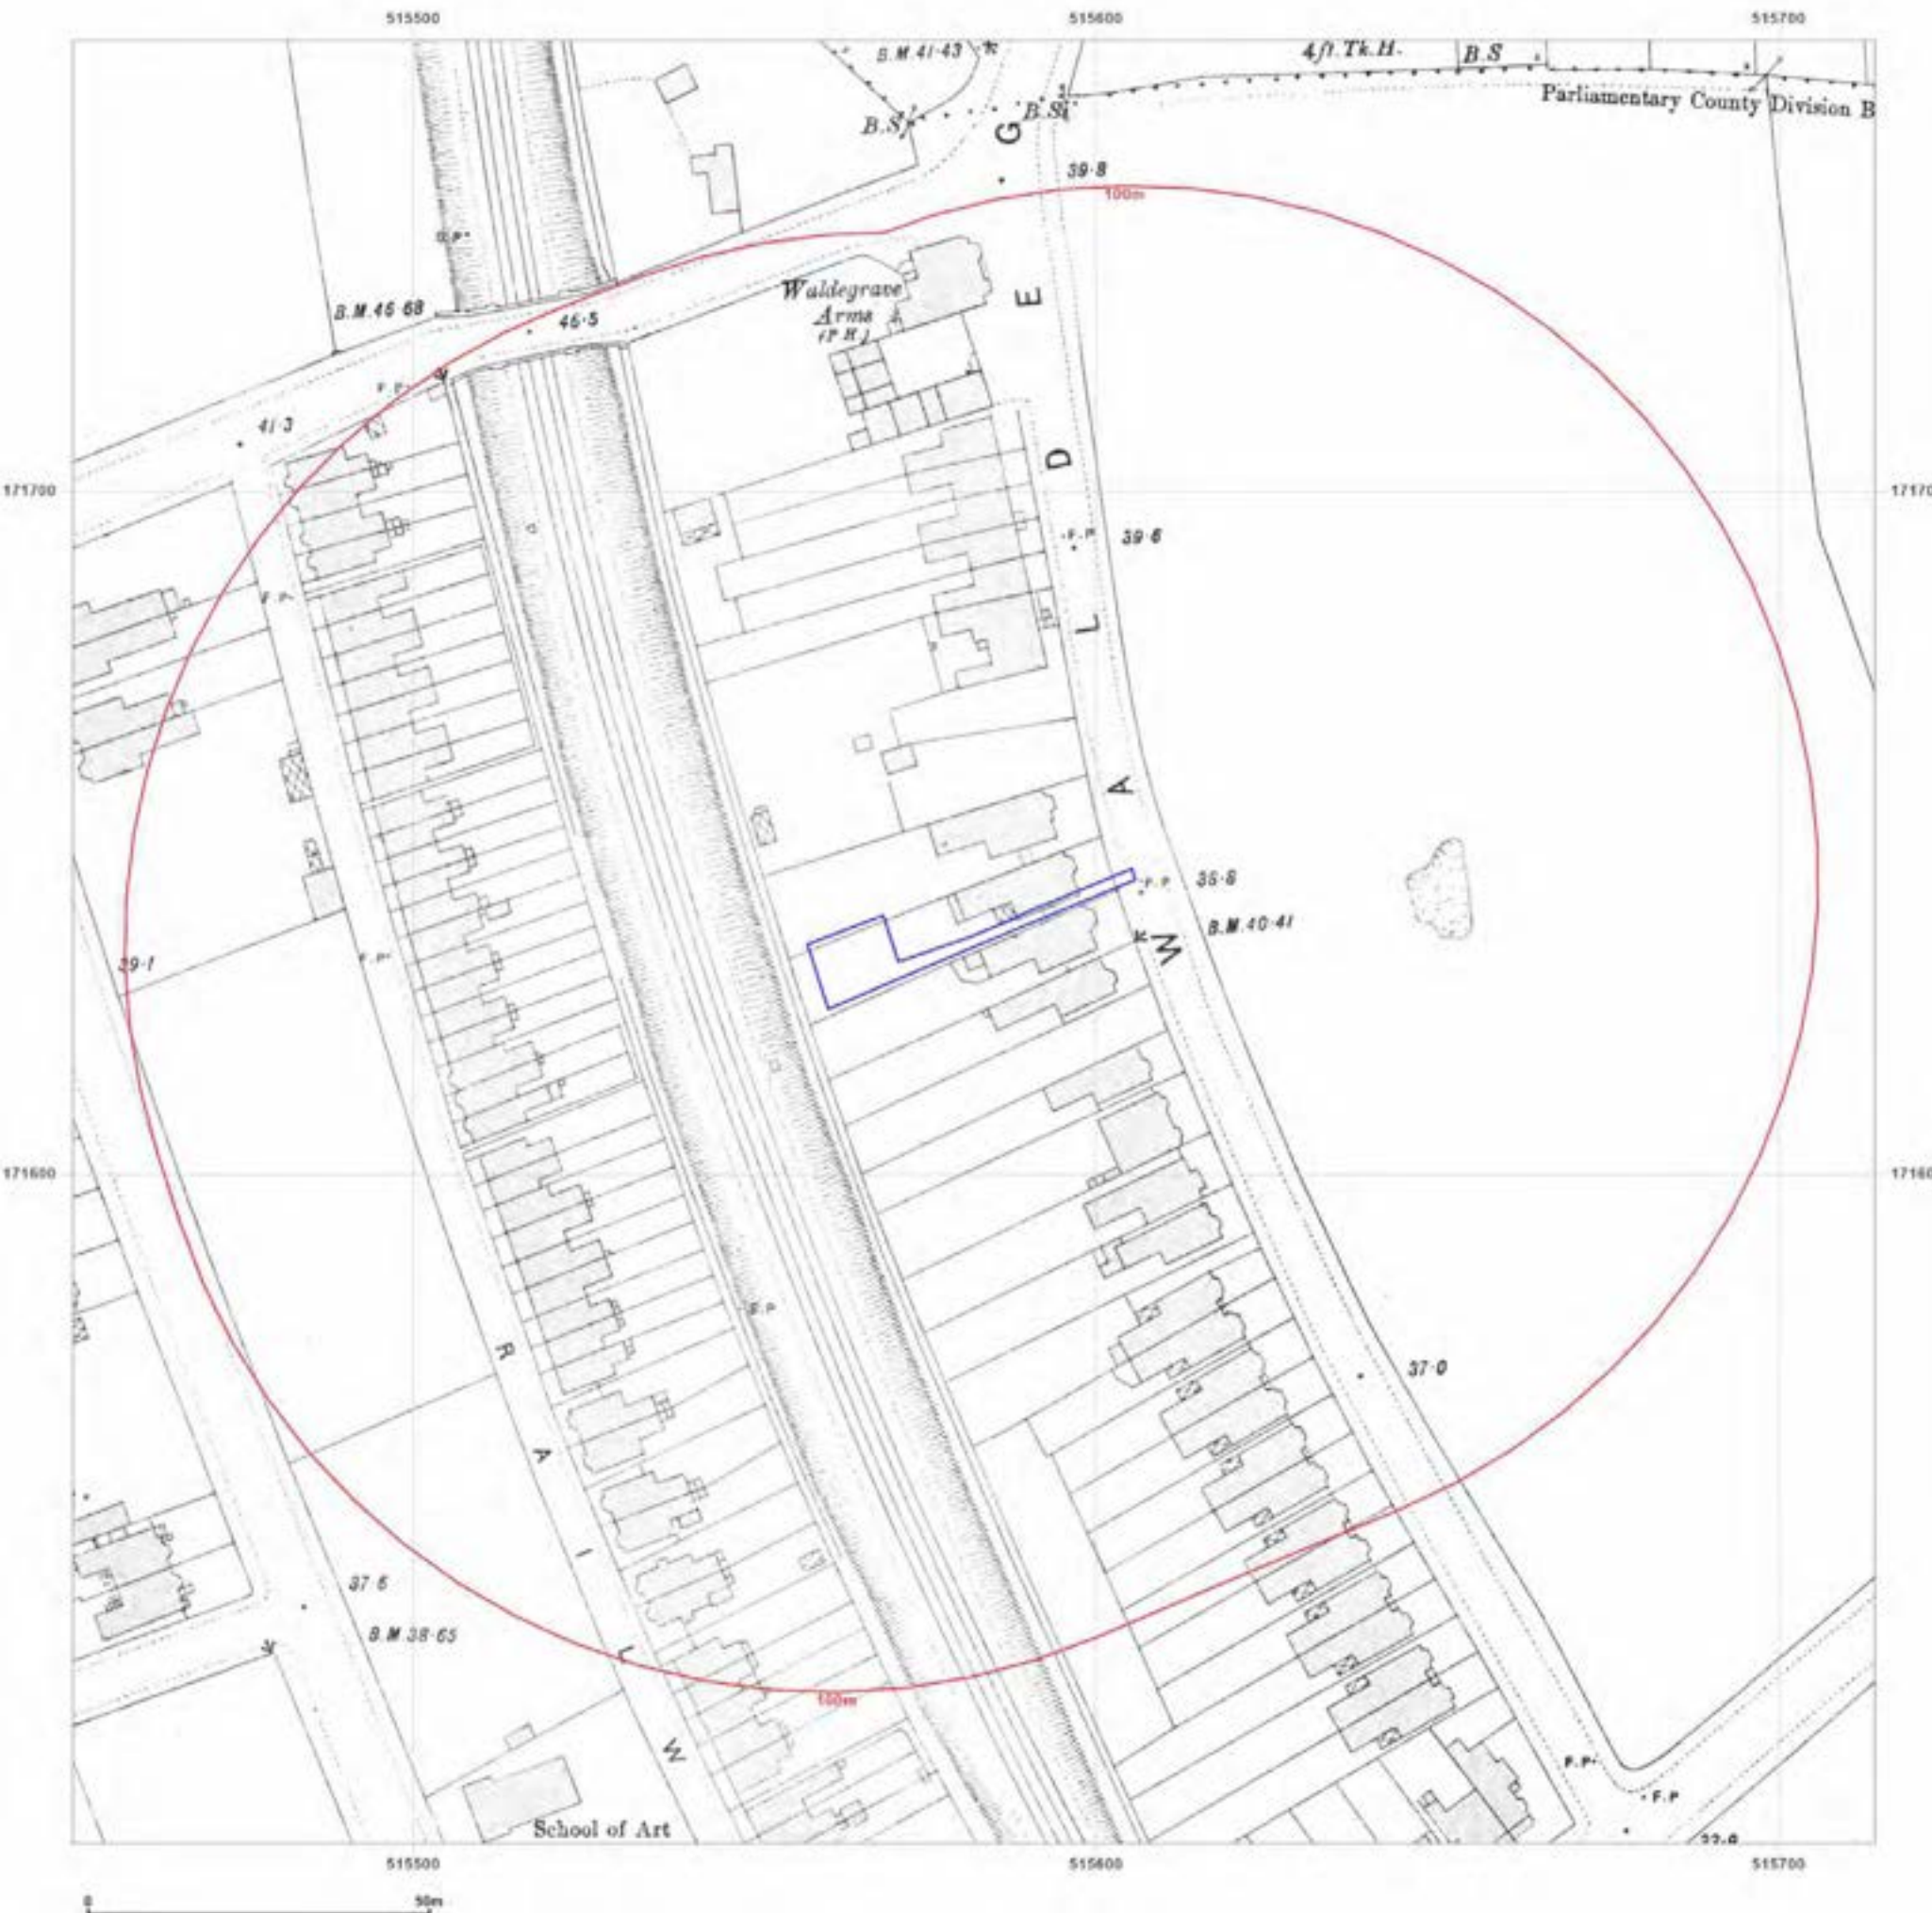 515500
515600
515700
B.M.41·43
4ft. Tk. H.
B.S
Parliamentary County Division B
B.S
B.S
G
39·8
100m
B.M.46·68
46·5
Waldegrave
Arms
(P.H.)
E
F.P
41·3
D
171700
1717
F.P
39·6
F.P
L
A
F.P
B.M.40·41
W
39·1
F.P
171600
1716
R
37·0
A
I
37·6
B.M.38·65
L
100m
W
F.P
F.P
School of Art
515500
515600
515700
0
50m